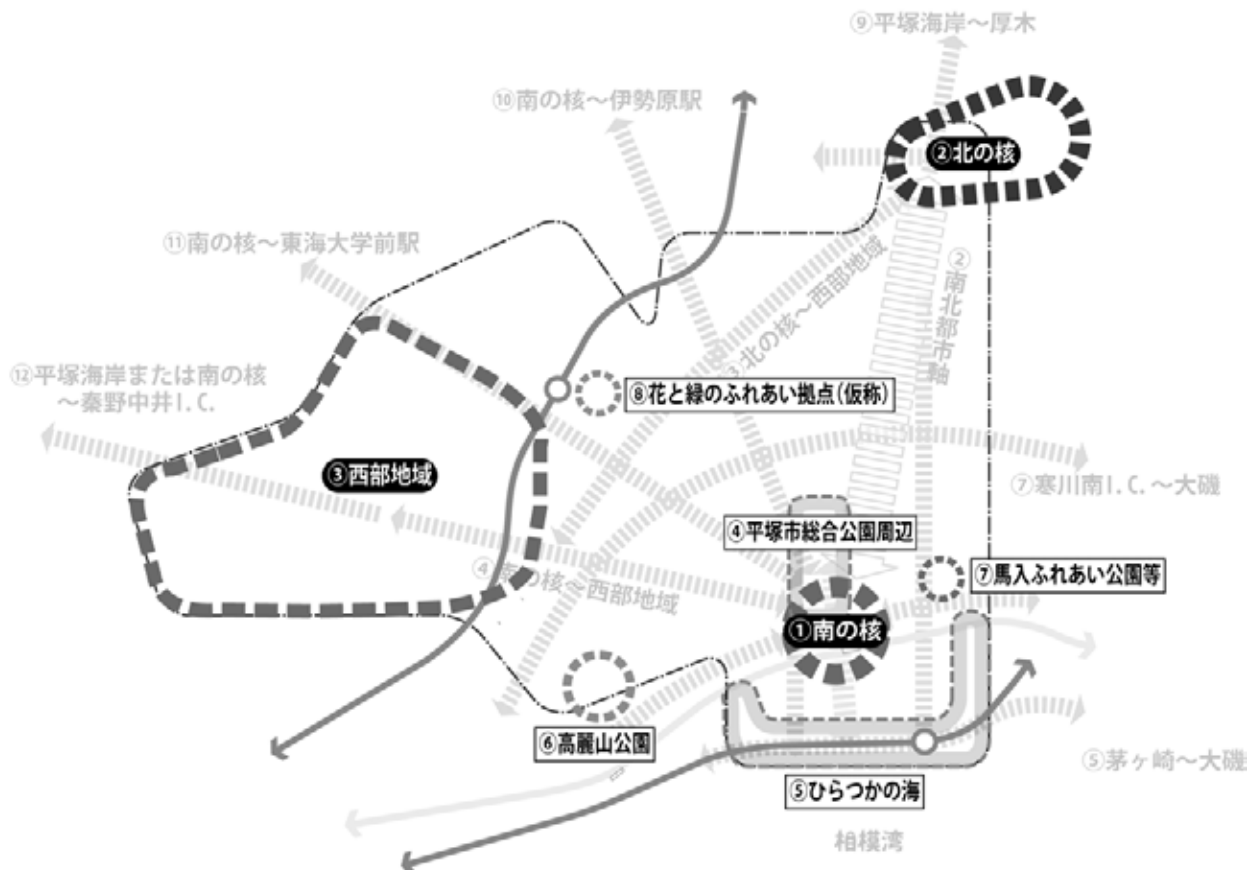 ⑨平塚海岸～厚木
⑩南の核～伊勢原駅
②北の核
⑪南の核～東海大学前駅
②南北都市軸
③北の核～西部地域
⑫平塚海岸または南の核
～秦野中井I.C.
⑧花と緑のふれあい拠点(仮称)
③西部地域
⑦寒川南I.C.～大磯
④平塚市総合公園周辺
④南の核～西部地域
⑦馬入ふれあい公園等
①南の核
⑥高麗山公園
⑤茅ヶ崎～大磯
⑤ひらつかの海
相模湾